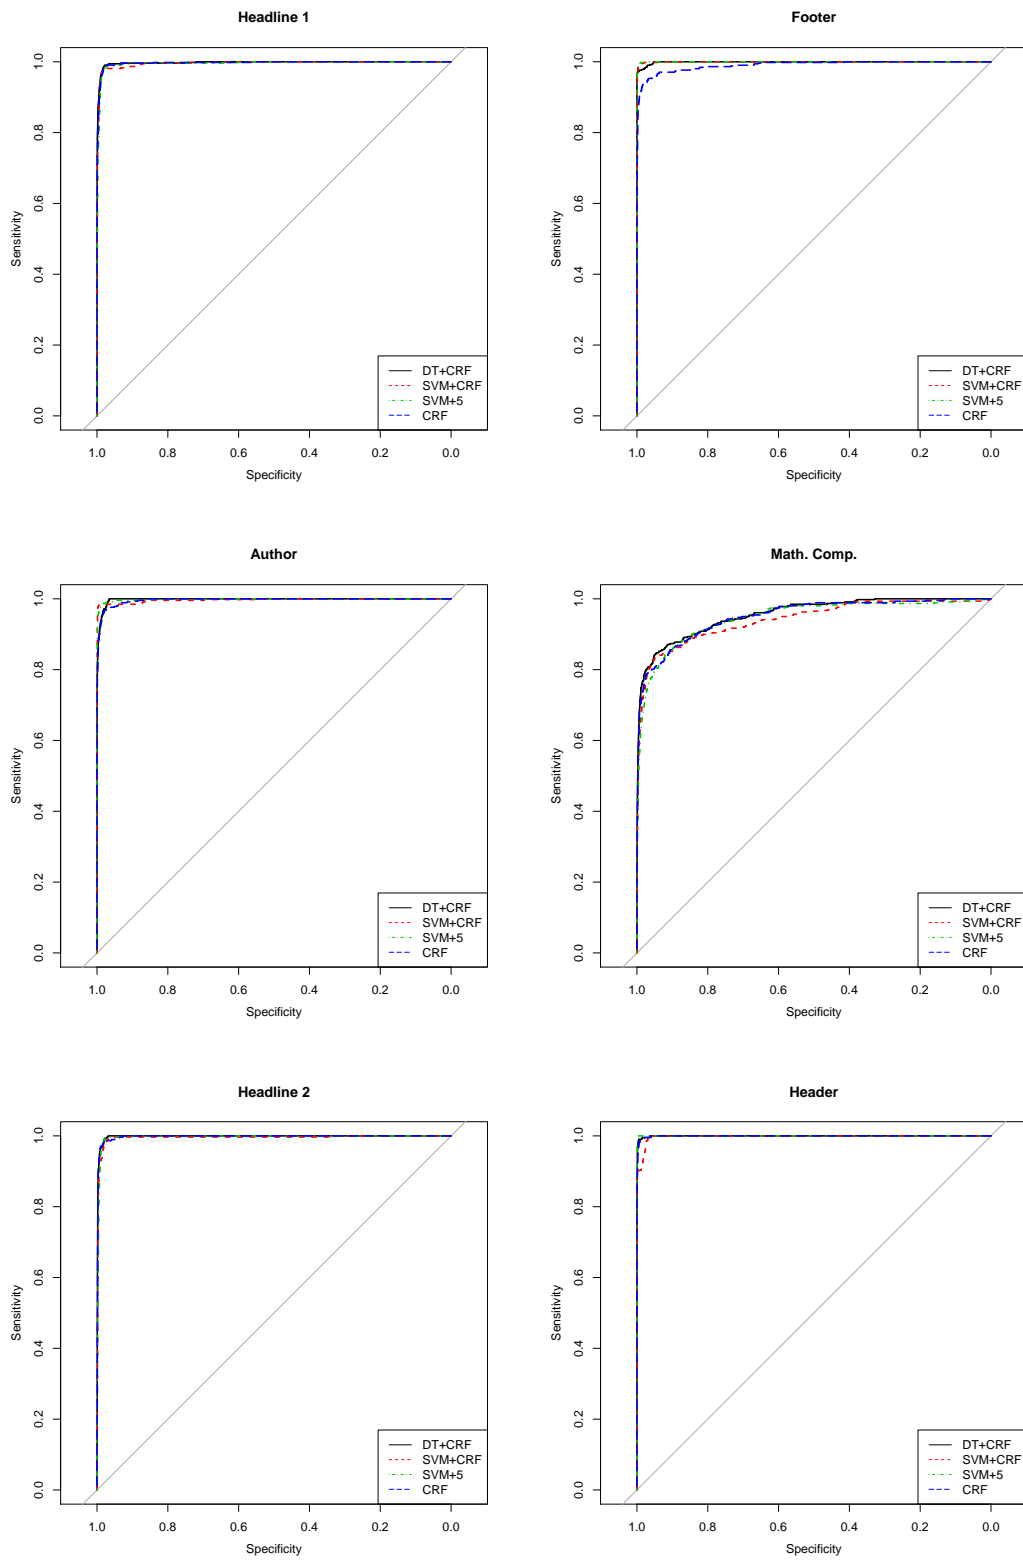 Headline 1
Sensitivity
1.0
0.8
0.6
0.4
0.2
0.0
DT+CRF
SVM+CRF
SVM+5
CRF
1.0 0.8 0.6 0.4 0.2 0.0
Specificity
Footer
Sensitivity
1.0
0.8
0.6
0.4
0.2
0.0
DT+CRF
SVM+CRF
SVM+5
CRF
1.0 0.8 0.6 0.4 0.2 0.0
Specificity
Author
Sensitivity
1.0
0.8
0.6
0.4
0.2
0.0
DT+CRF
SVM+CRF
SVM+5
CRF
1.0 0.8 0.6 0.4 0.2 0.0
Specificity
Math. Comp.
Sensitivity
1.0
0.8
0.6
0.4
0.2
0.0
DT+CRF
SVM+CRF
SVM+5
CRF
1.0 0.8 0.6 0.4 0.2 0.0
Specificity
Headline 2
Sensitivity
1.0
0.8
0.6
0.4
0.2
0.0
DT+CRF
SVM+CRF
SVM+5
CRF
1.0 0.8 0.6 0.4 0.2 0.0
Specificity
Header
Sensitivity
1.0
0.8
0.6
0.4
0.2
0.0
DT+CRF
SVM+CRF
SVM+5
CRF
1.0 0.8 0.6 0.4 0.2 0.0
Specificity